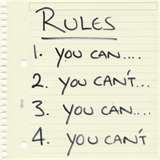 RULES
1. YOU CAN....
2. YOU CAN'T...
3. YOU CAN....
4. YOU CAN'T